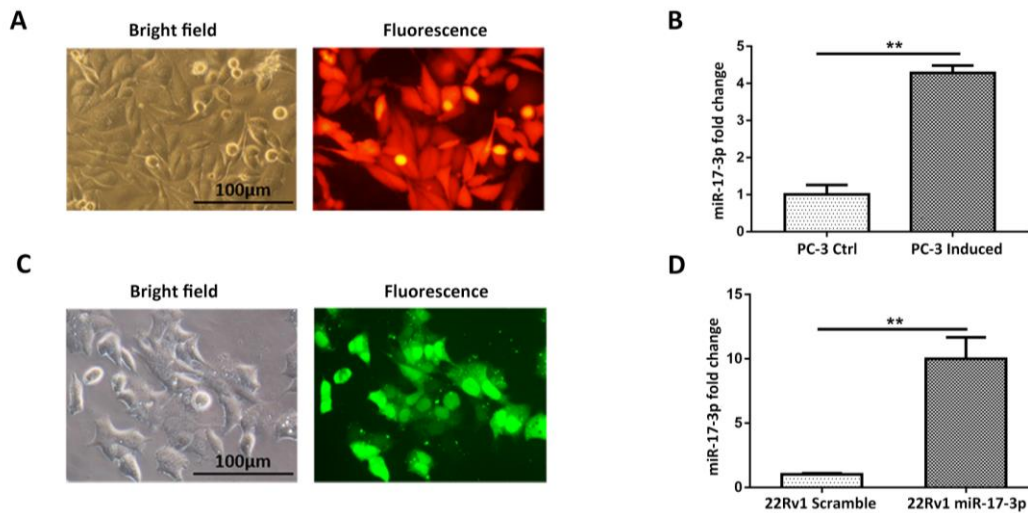 A
Bright field
Fluorescence
100µm
B
miR-17-3p fold change
5
4
3
2
1
0
**
PC-3 Ctrl
PC-3 Induced
C
Bright field
Fluorescence
100µm
D
miR-17-3p fold change
15
10
5
0
**
22Rv1 Scramble
22Rv1 miR-17-3p